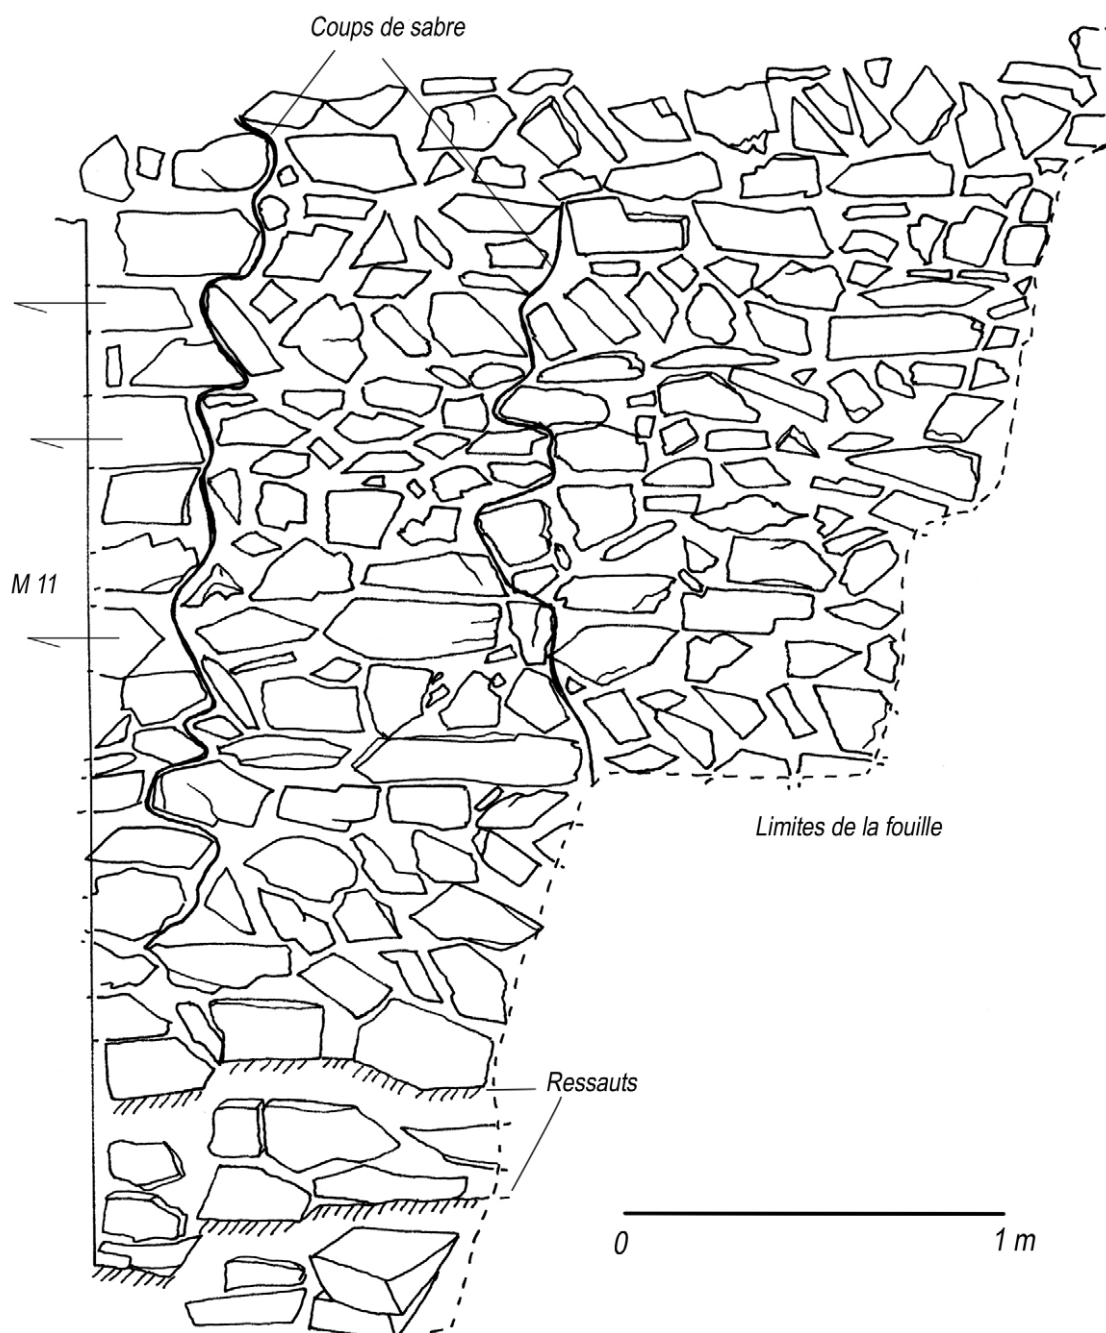 Coups de sabre
M 11
Limites de la fouille
Ressauts
0
1 m